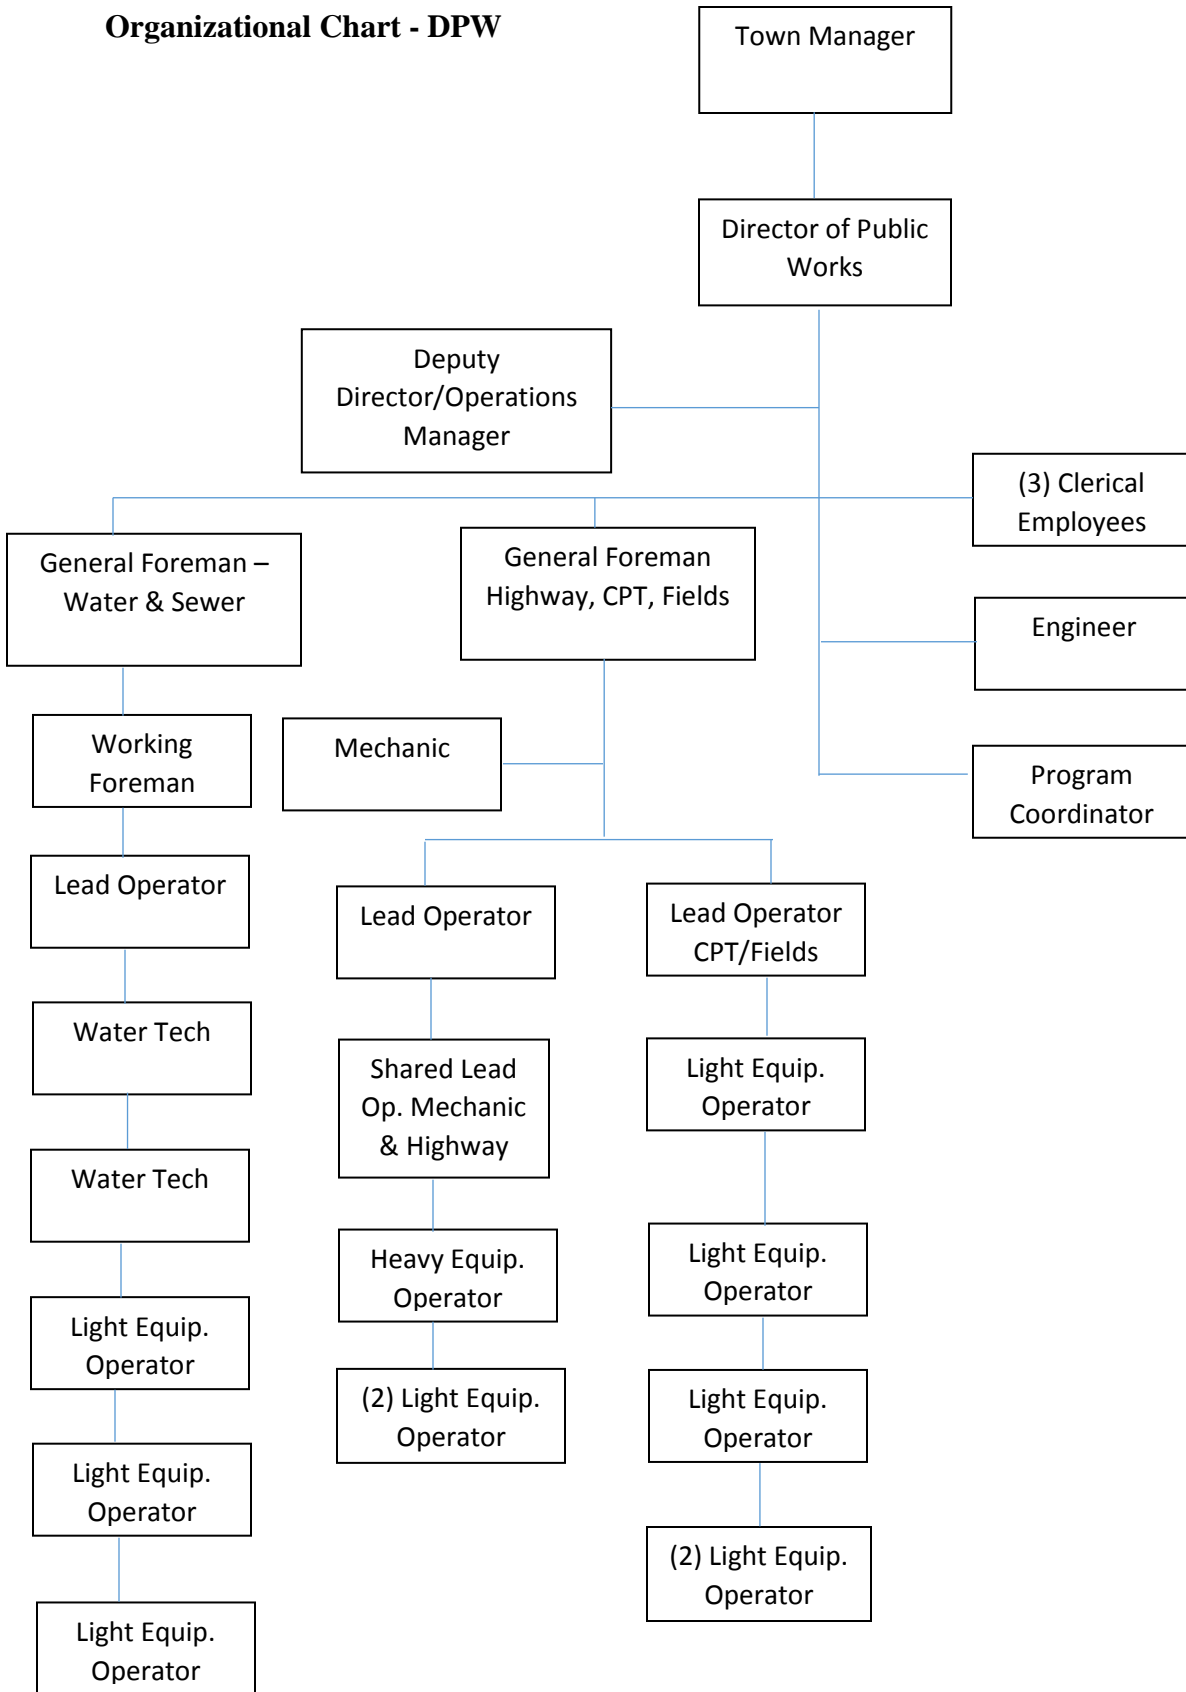 Organizational Chart - DPW
Town Manager
Director of Public
Works
Deputy
Director/Operations
Manager
(3) Clerical
Employees
General Foreman –
Water & Sewer
General Foreman
Highway, CPT, Fields
Engineer
Working
Foreman
Mechanic
Program
Coordinator
Lead Operator
Lead Operator
Lead Operator
CPT/Fields
Water Tech
Shared Lead
Op. Mechanic
& Highway
Light Equip.
Operator
Water Tech
Heavy Equip.
Operator
Light Equip.
Operator
Light Equip.
Operator
(2) Light Equip.
Operator
Light Equip.
Operator
Light Equip.
Operator
(2) Light Equip.
Operator
Light Equip.
Operator